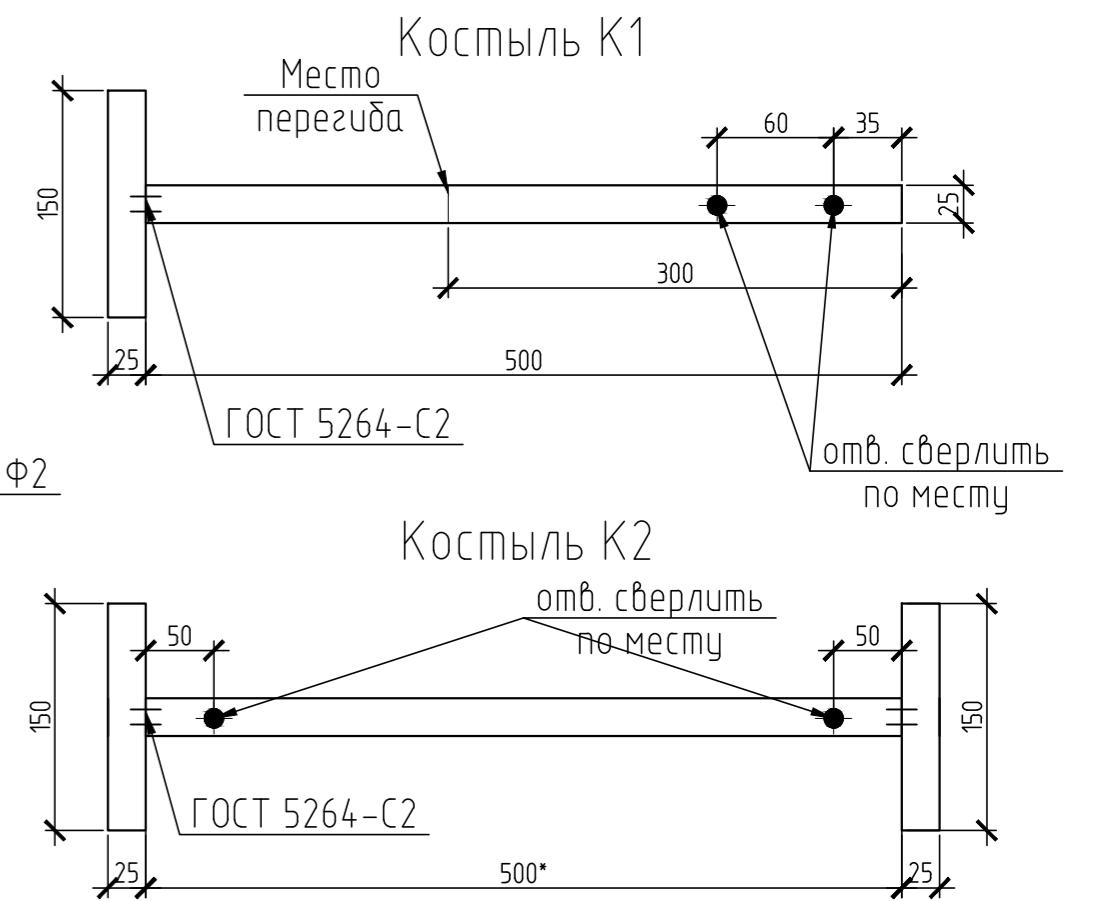 Костыль К1
Место
перегиба
60
35
150
25
300
25
500
ГОСТ 5264-С2
отв. сверлить
по месту
Ф2
Костыль К2
отв. сверлить
по месту
50
50
150
150
ГОСТ 5264-С2
25
500*
25